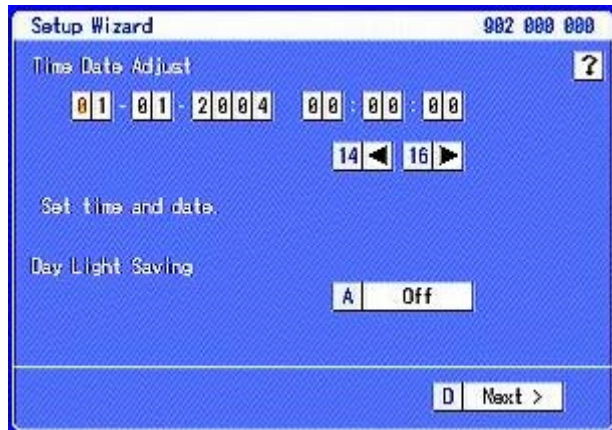 Setup Wizard 902 000 000
Time Date Adjust ?
01-01-2004 00:00:00
14 ◀ 16 ▶
Set time and date.
Day Light Saving
A Off
D Next >